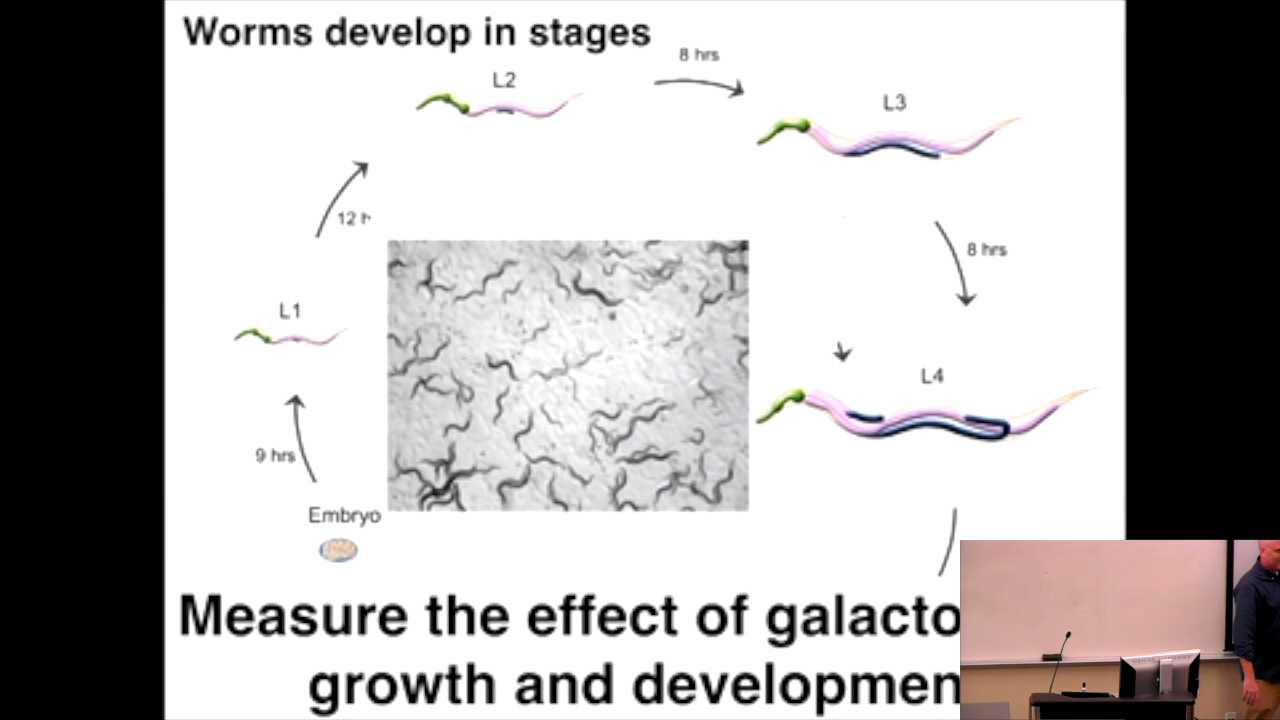 Worms develop in stages
8 hrs
L2
L3
12 h
8 hrs
L1
L4
9 hrs
Embryo
Measure the effect of galacto
growth and developmen